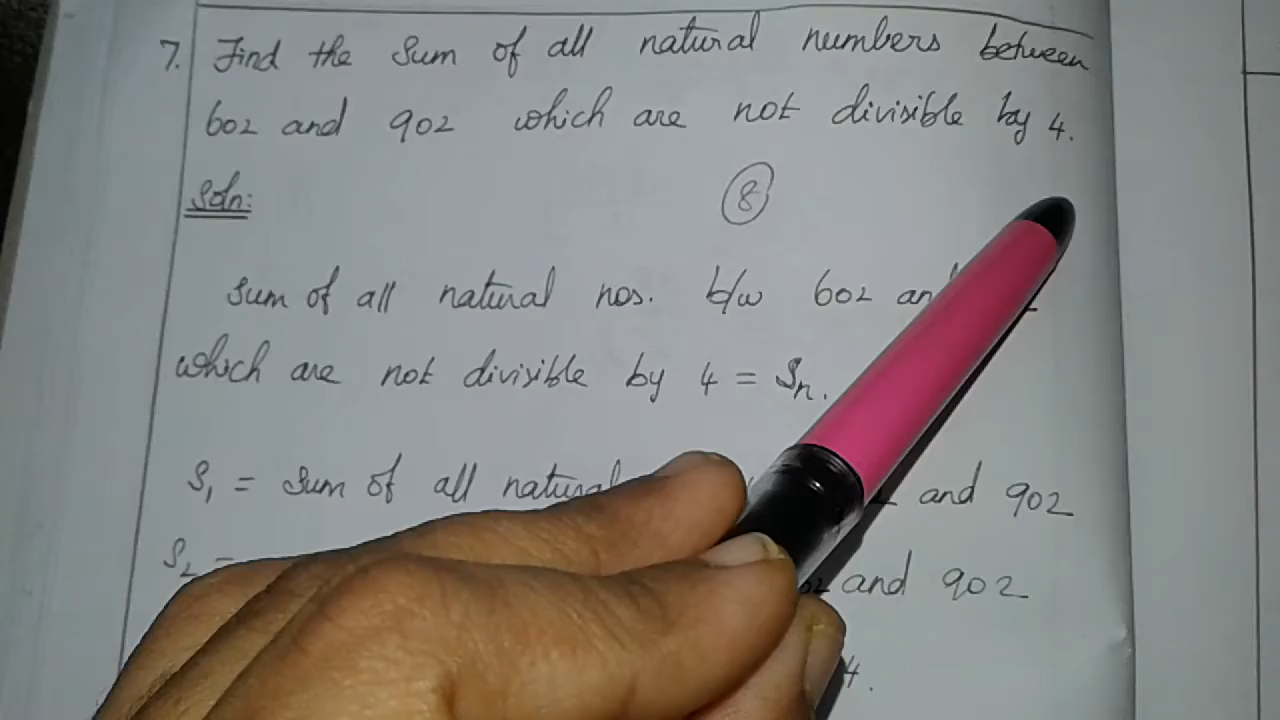 7. Find the Sum of all natural numbers between
602 and 902 which are not divisible by 4.
Soln:
8
Sum of all natural nos. b/w 602
which are not divisible by 4 = Sn.
S1 = Sum of all natural and 902
S2 = and 902
4.